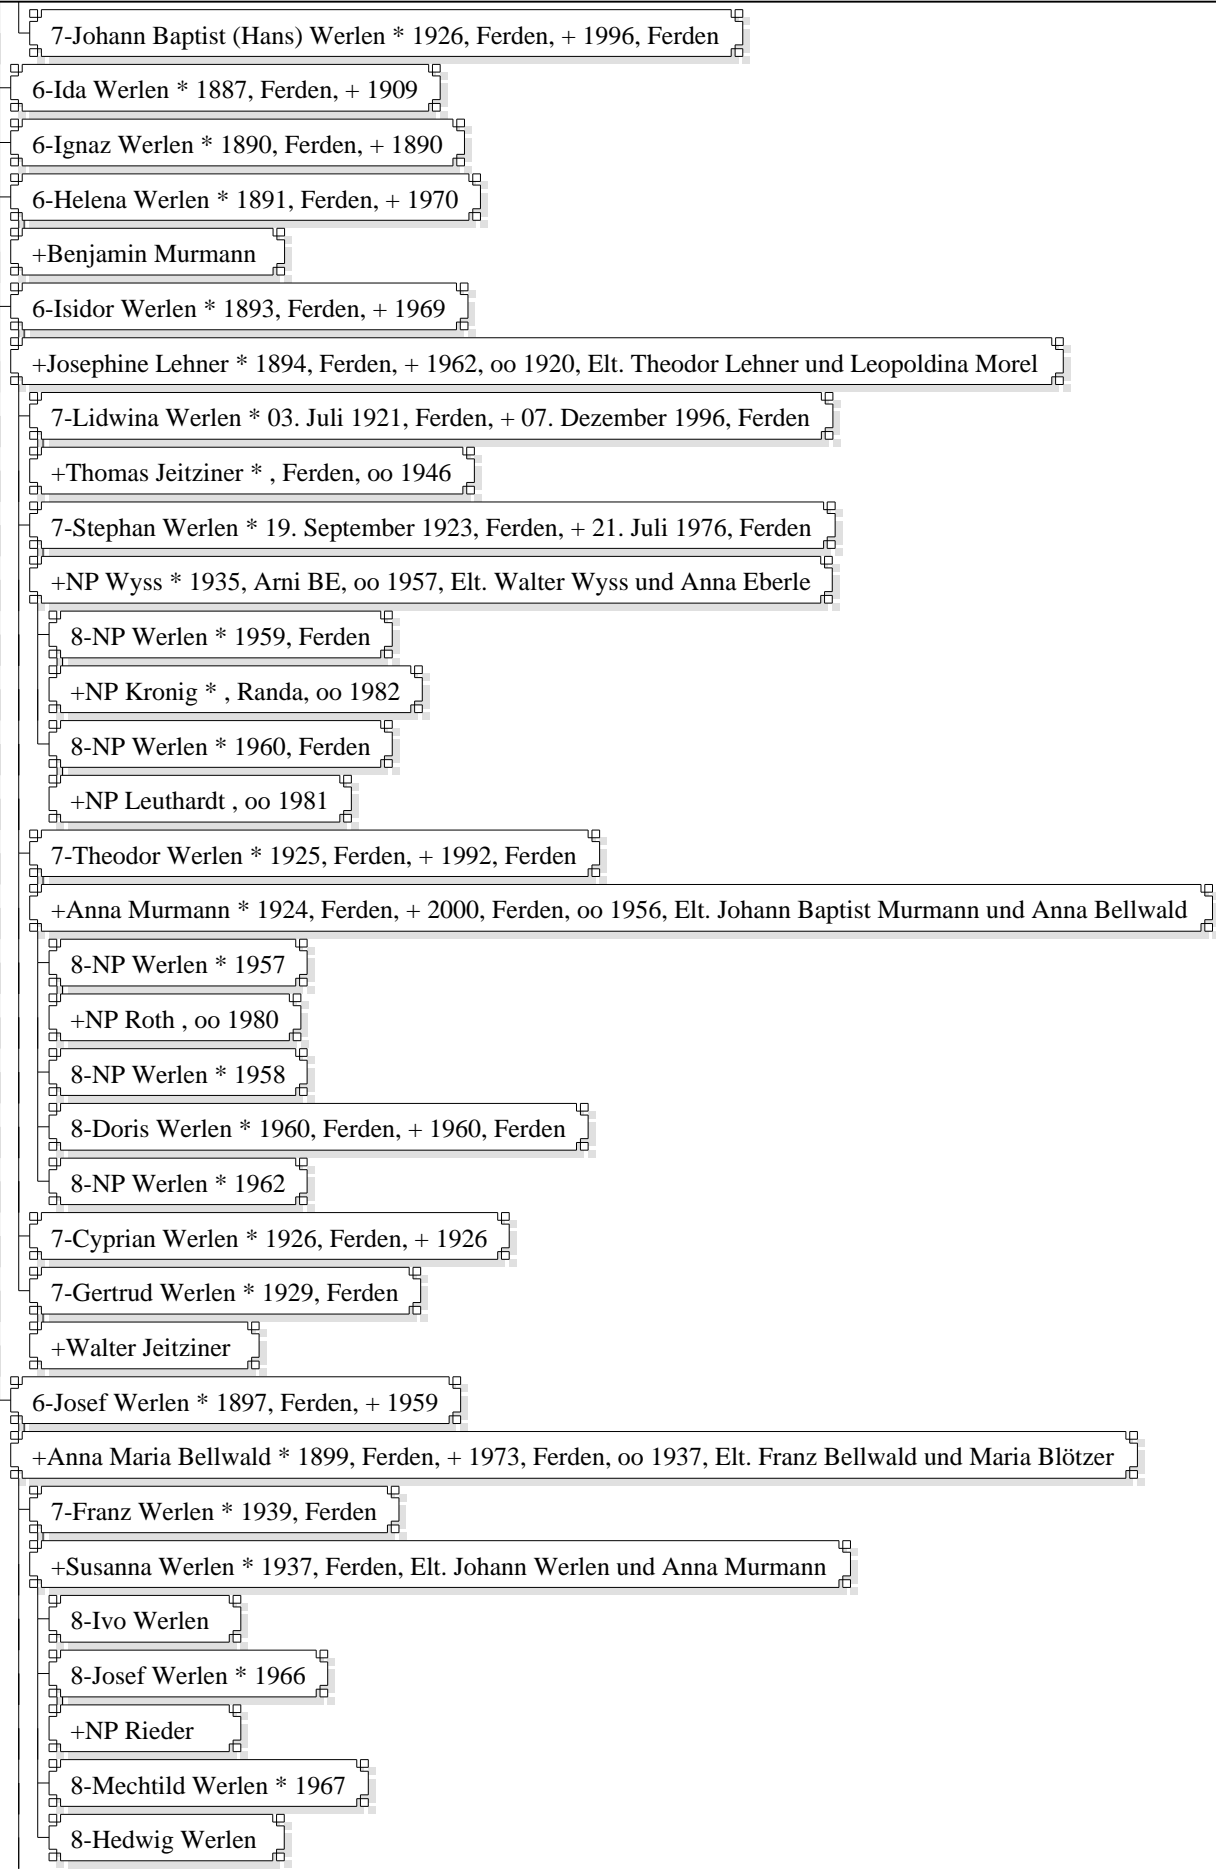 7-Johann Baptist (Hans) Werlen * 1926, Ferden, + 1996, Ferden
6-Ida Werlen * 1887, Ferden, + 1909
6-Ignaz Werlen * 1890, Ferden, + 1890
6-Helena Werlen * 1891, Ferden, + 1970
+Benjamin Murmann
6-Isidor Werlen * 1893, Ferden, + 1969
+Josephine Lehner * 1894, Ferden, + 1962, oo 1920, Elt. Theodor Lehner und Leopoldina Morel
7-Lidwina Werlen * 03. Juli 1921, Ferden, + 07. Dezember 1996, Ferden
+Thomas Jeitziner * , Ferden, oo 1946
7-Stephan Werlen * 19. September 1923, Ferden, + 21. Juli 1976, Ferden
+NP Wyss * 1935, Arni BE, oo 1957, Elt. Walter Wyss und Anna Eberle
8-NP Werlen * 1959, Ferden
+NP Kronig * , Randa, oo 1982
8-NP Werlen * 1960, Ferden
+NP Leuthardt , oo 1981
7-Theodor Werlen * 1925, Ferden, + 1992, Ferden
+Anna Murmann * 1924, Ferden, + 2000, Ferden, oo 1956, Elt. Johann Baptist Murmann und Anna Bellwald
8-NP Werlen * 1957
+NP Roth , oo 1980
8-NP Werlen * 1958
8-Doris Werlen * 1960, Ferden, + 1960, Ferden
8-NP Werlen * 1962
7-Cyprian Werlen * 1926, Ferden, + 1926
7-Gertrud Werlen * 1929, Ferden
+Walter Jeitziner
6-Josef Werlen * 1897, Ferden, + 1959
+Anna Maria Bellwald * 1899, Ferden, + 1973, Ferden, oo 1937, Elt. Franz Bellwald und Maria Blötzer
7-Franz Werlen * 1939, Ferden
+Susanna Werlen * 1937, Ferden, Elt. Johann Werlen und Anna Murmann
8-Ivo Werlen
8-Josef Werlen * 1966
+NP Rieder
8-Mechtild Werlen * 1967
8-Hedwig Werlen